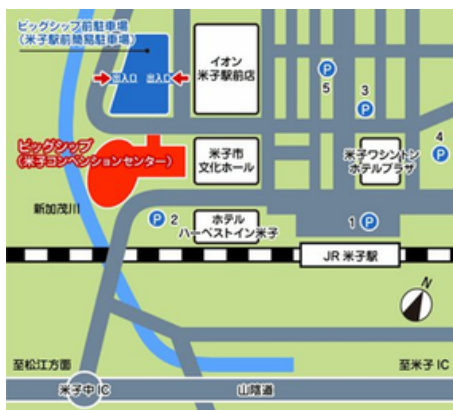 ビッグシップ前駐車場
(米子駅前簡易駐車場)
出入口
出入口
イオン
米子駅前店
P
5
3
P
4
P
ビッグシップ
(米子コンベンションセンター)
米子市
文化ホール
米子ワシントン
ホテルプラザ
新加茂川
P 2
ホテル
ハーベストイン米子
1 P
JR 米子駅
N
至松江方面
至米子 IC
米子中IC
山陰道